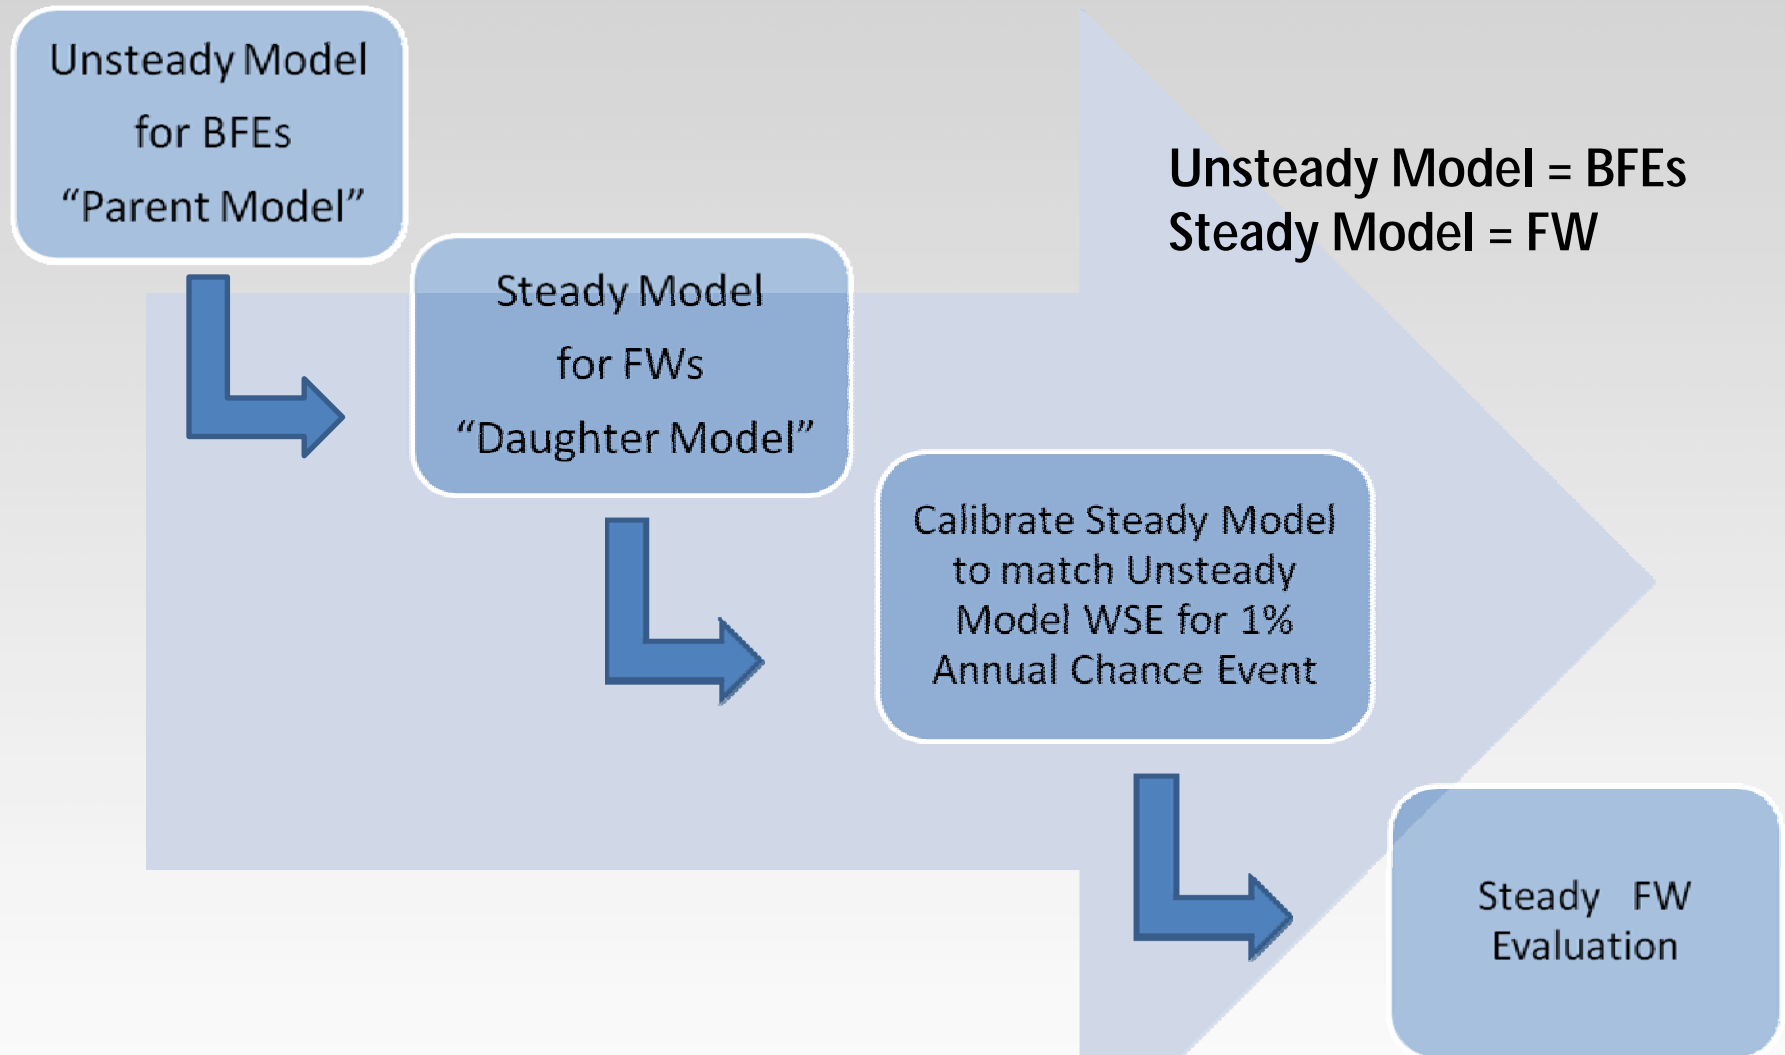 Unsteady Model
for BFEs
“Parent Model”
Unsteady Model = BFEs
Steady Model = FW
Steady Model
for FWs
“Daughter Model”
Calibrate Steady Model
to match Unsteady
Model WSE for 1%
Annual Chance Event
Steady FW
Evaluation